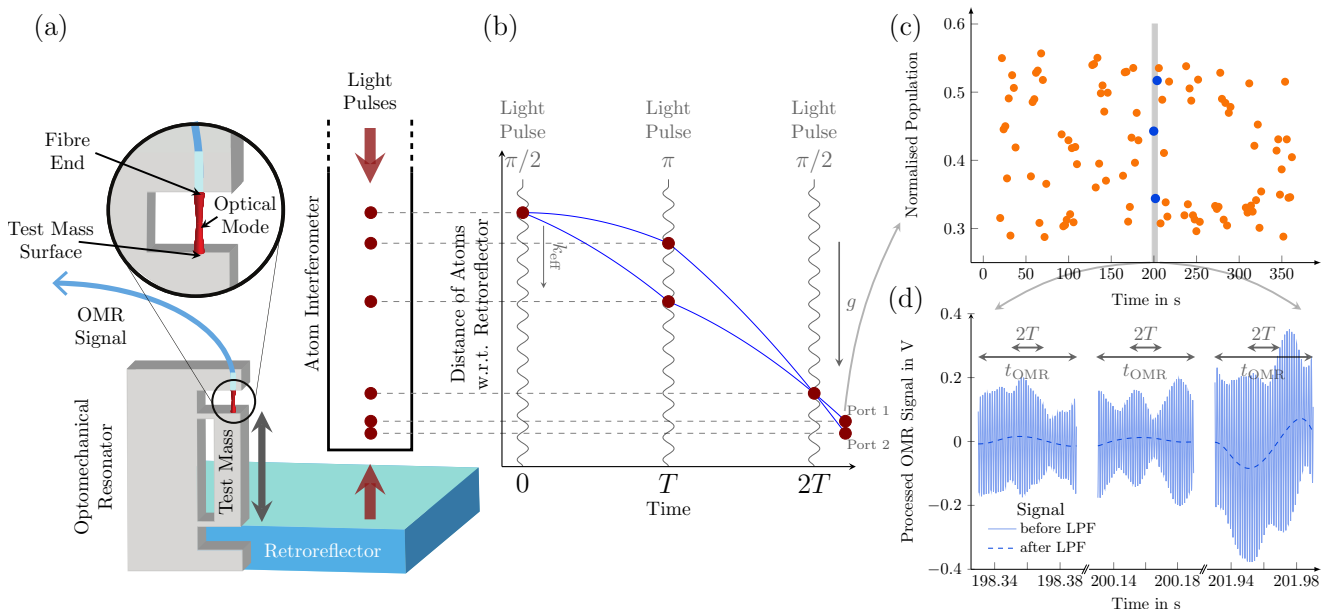 (a)
Fibre
End
Optical
Mode
Test Mass
Surface
OMR
Signal
Optomechanical
Resonator
Test Mass
Retroreflector
Light
Pulses
Atom Interferometer
(b)
Light
Pulse
π/2
Light
Pulse
π
Light
Pulse
π/2
Distance of Atoms
w.r.t. Retroreflector
k_eff
g
Port 1
Port 2
0
T
2T
Time
(c)
Normalised Population
0.6
0.5
0.4
0.3
0
50
100
150
200
250
300
350
Time in s
(d)
Processed OMR Signal in V
0.4
0.2
0
−0.2
−0.4
2T
t_OMR
2T
t_OMR
2T
t_OMR
Signal
before LPF
after LPF
198.34
198.38
200.14
200.18
201.94
201.98
Time in s